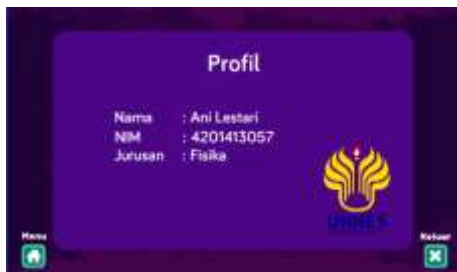 Profil
Nama : Ani Lestari
NIM : 4201413057
Jurusan : Fisika
UNNES
Menu
Keluar